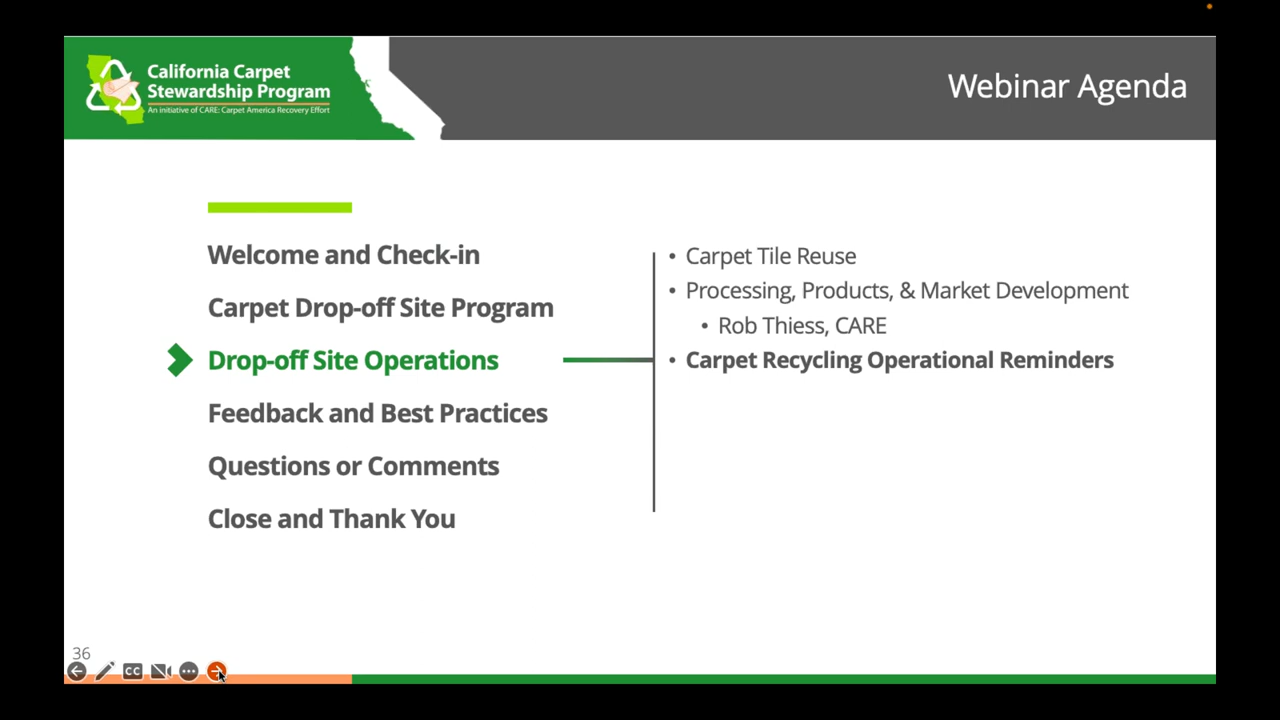 California Carpet
Stewardship Program
An initiative of CARE: Carpet America Recovery Effort
Webinar Agenda
Welcome and Check-in
Carpet Drop-off Site Program
Drop-off Site Operations
Feedback and Best Practices
Questions or Comments
Close and Thank You
• Carpet Tile Reuse
• Processing, Products, & Market Development
• Rob Thiess, CARE
• Carpet Recycling Operational Reminders
36
CC